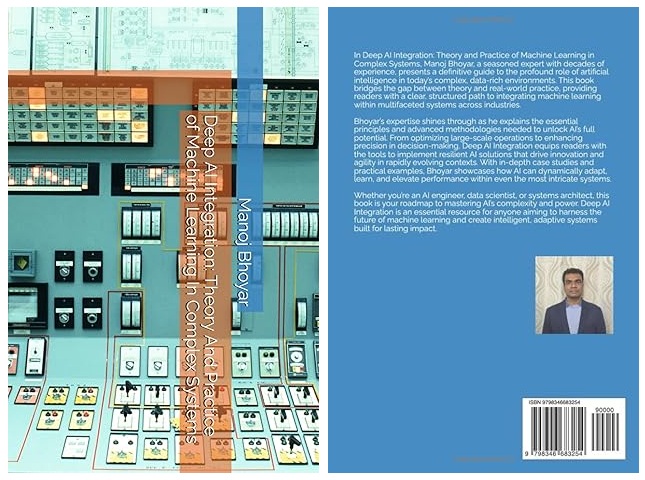 Deep AI Integration: Theory And Practice
of Machine Learning In Complex Systems
Manoj Bhoyar
In Deep AI Integration: Theory and Practice of Machine Learning in
Complex Systems, Manoj Bhoyar, a seasoned expert with decades of
experience, presents a definitive guide to the profound role of artificial
intelligence in today's complex, data-rich environments. This book
bridges the gap between theory and real-world practice, providing
readers with a clear, structured path to integrating machine learning
within multifaceted systems across industries.
Bhoyar's expertise shines through as he explains the essential
principles and advanced methodologies needed to unlock AI's full
potential. From optimizing large-scale operations to enhancing
precision in decision-making, Deep AI Integration equips readers with
the tools to implement resilient AI solutions that drive innovation and
agility in rapidly evolving contexts. With in-depth case studies and
practical examples, Bhoyar showcases how AI can dynamically adapt,
learn, and elevate performance within even the most intricate systems.
Whether you're an AI engineer, data scientist, or systems architect, this
book is your roadmap to mastering AI's complexity and power. Deep AI
Integration is an essential resource for anyone aiming to harness the
future of machine learning and create intelligent, adaptive systems
built for lasting impact.
ISBN 9798346683254
90000
9 798346 683254